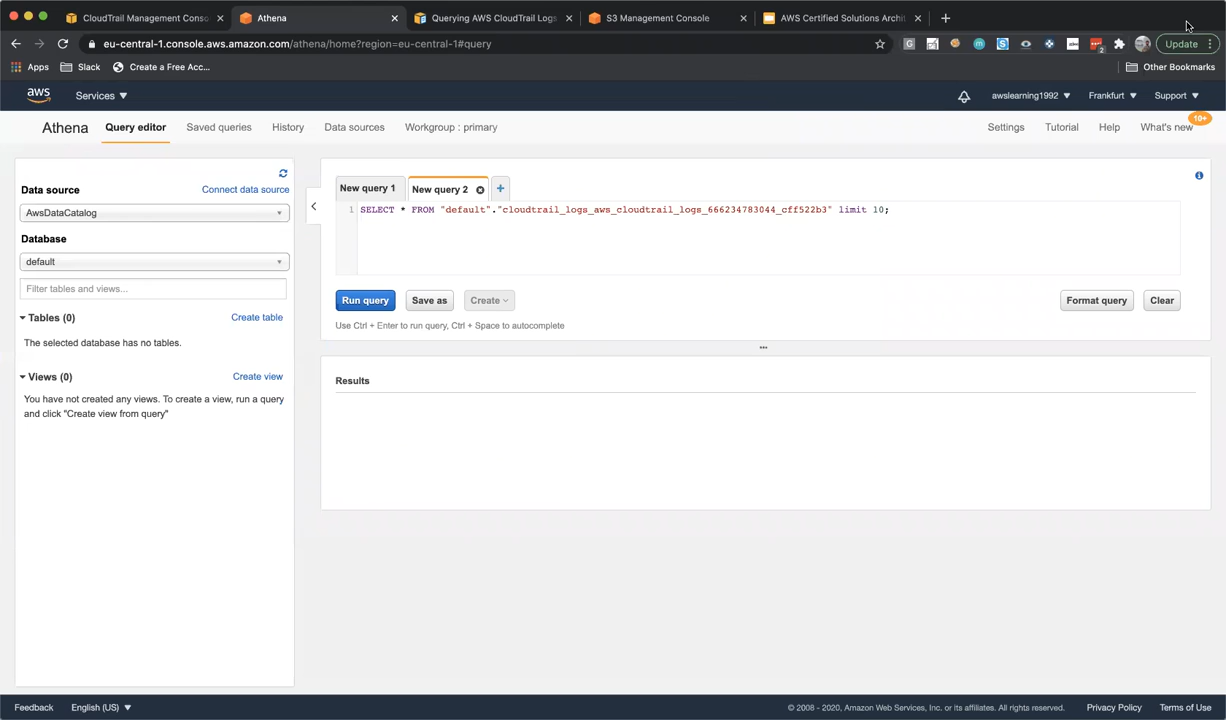 CloudTrail Management Conso
Athena
Querying AWS CloudTrail Logs
S3 Management Console
AWS Certified Solutions Archit
eu-central-1.console.aws.amazon.com/athena/home?region=eu-central-1#query
Update
Apps
Slack
Create a Free Acc...
Other Bookmarks
aws
Services
awslearning1992
Frankfurt
Support
Athena
Query editor
Saved queries
History
Data sources
Workgroup : primary
Settings
Tutorial
Help
What's new
10+
Data source
Connect data source
AwsDataCatalog
Database
default
Filter tables and views...
Tables (0)
Create table
The selected database has no tables.
Views (0)
Create view
You have not created any views. To create a view, run a query
and click "Create view from query"
New query 1
New query 2
1 SELECT * FROM "default"."cloudtrail_logs_aws_cloudtrail_logs_666234783044_cff522b3" limit 10;
Run query
Save as
Create
Format query
Clear
Use Ctrl + Enter to run query, Ctrl + Space to autocomplete
Results
Feedback
English (US)
© 2008 - 2020, Amazon Web Services, Inc. or its affiliates. All rights reserved.
Privacy Policy
Terms of Use